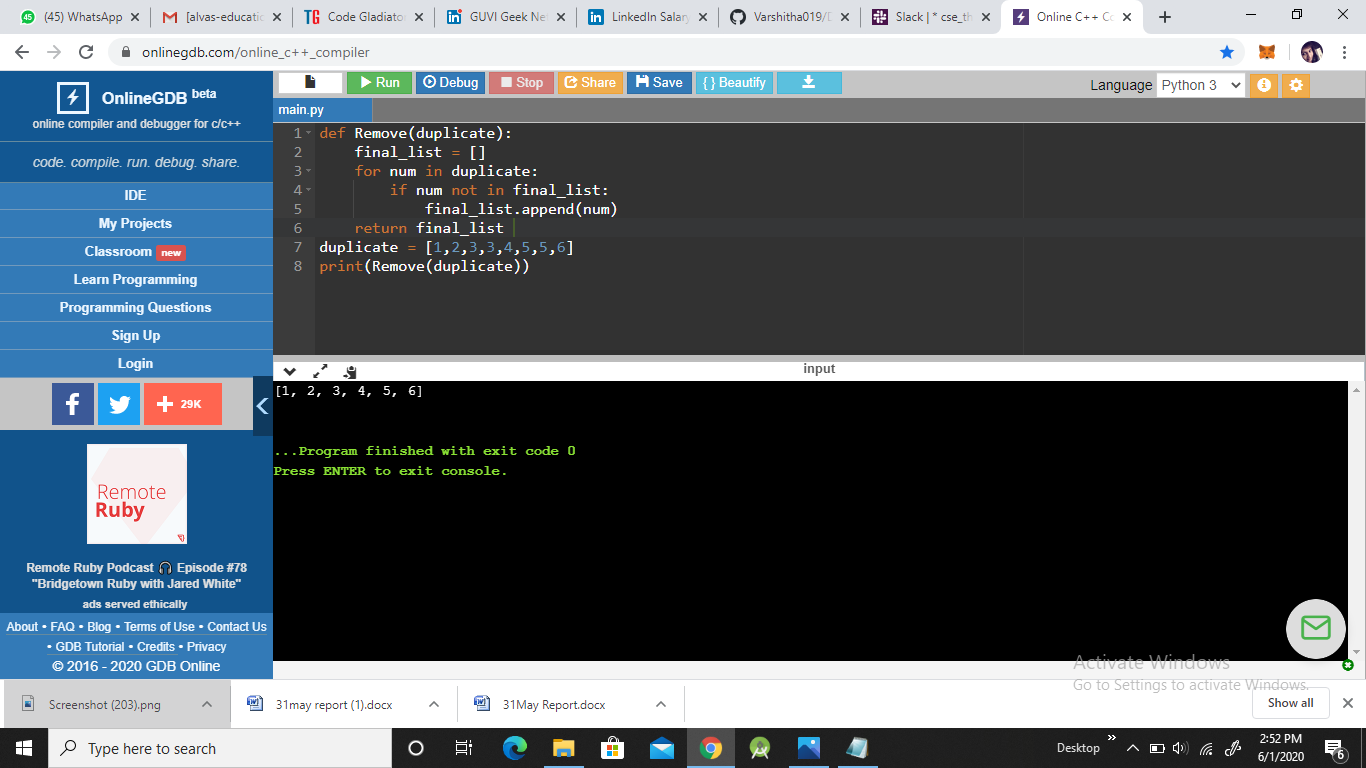 (45) WhatsApp
[alvas-educatio
Code Gladiator
GUVI Geek Net
LinkedIn Salary
Varshitha019/D
Slack | * cse_th
Online C++ Co
onlinegdb.com/online_c++_compiler
OnlineGDB beta
online compiler and debugger for c/c++
code. compile. run. debug. share.
IDE
My Projects
Classroom new
Learn Programming
Programming Questions
Sign Up
Login
29K
Remote
Ruby
Remote Ruby Podcast 🎧 Episode #78
"Bridgetown Ruby with Jared White"
ads served ethically
About • FAQ • Blog • Terms of Use • Contact Us
• GDB Tutorial • Credits • Privacy
© 2016 - 2020 GDB Online
Run Debug Stop Share Save { } Beautify
Language Python 3
main.py
1 def Remove(duplicate):
2 final_list = []
3 for num in duplicate:
4 if num not in final_list:
5 final_list.append(num)
6 return final_list
7 duplicate = [1,2,3,3,4,5,5,6]
8 print(Remove(duplicate))
input
[1, 2, 3, 4, 5, 6]
...Program finished with exit code 0
Press ENTER to exit console.
Activate Windows
Go to Settings to activate Windows.
Screenshot (203).png
31may report (1).docx
31May Report.docx
Show all
Type here to search
Desktop
2:52 PM
6/1/2020
6